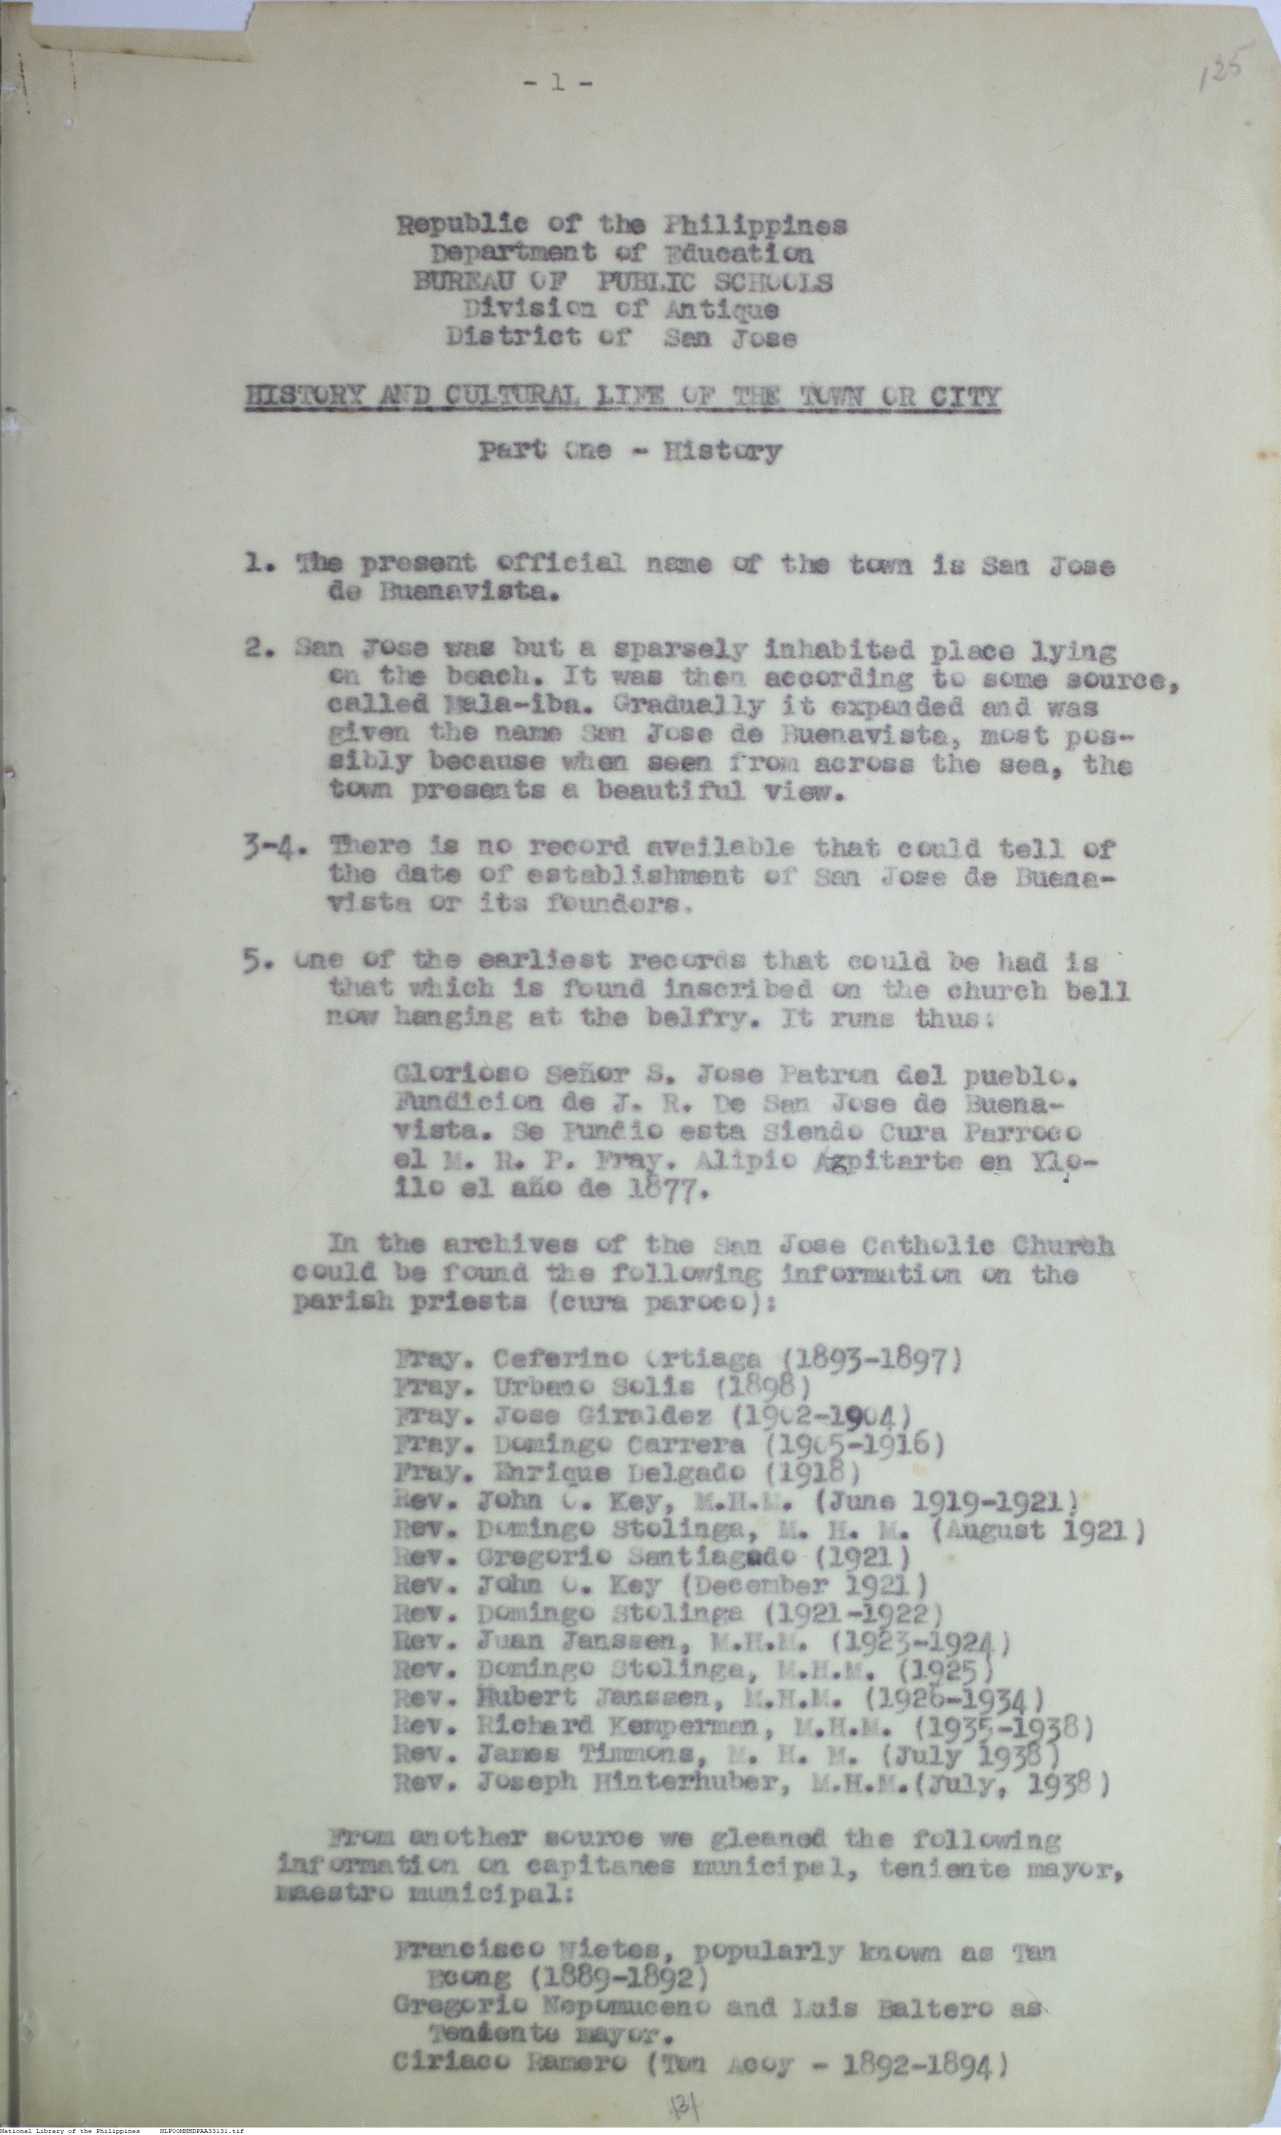 - 1 -
125
Republic of the Philippines
Department of Education
BUREAU OF PUBLIC SCHOOLS
Division of Antique
District of San Jose
HISTORY AND CULTURAL LIFE OF THE TOWN OR CITY
Part One - History
1. The present official name of the town is San Jose
de Buenavista.
2. San Jose was but a sparsely inhabited place lying
on the beach. It was then according to some source,
called Mala-iba. Gradually it expanded and was
given the name San Jose de Buenavista, most pos-
sibly because when seen from across the sea, the
town presents a beautiful view.
3-4. There is no record available that could tell of
the date of establishment of San Jose de Buena-
vista or its founders.
5. One of the earliest records that could be had is
that which is found inscribed on the church bell
now hanging at the belfry. It runs thus:
Glorioso Señor S. Jose Patron del pueblo.
Fundicion de J. R. De San Jose de Buena-
vista. Se Fundio esta Siendo Cura Parroco
el M. R. P. Fray. Alipio Azpitarte en Ylo-
ilo el año de 1877.
In the archives of the San Jose Catholic Church
could be found the following information on the
parish priests (cura paroco):
Fray. Ceferino Ortiaga (1893-1897)
Fray. Urbano Solis (1898)
Fray. Jose Giraldez (1902-1904)
Fray. Domingo Carrera (1905-1916)
Fray. Enrique Delgado (1918)
Rev. John O. Key, M.H.M. (June 1919-1921)
Rev. Domingo Stolinga, M. H. M. (August 1921)
Rev. Gregorio Santiagudo (1921)
Rev. John O. Key (December 1921)
Rev. Domingo Stolinga (1921-1922)
Rev. Juan Janssen, M.H.M. (1923-1924)
Rev. Domingo Stolinga, M.H.M. (1925)
Rev. Hubert Janssen, M.H.M. (1926-1934)
Rev. Richard Kemperman, M.H.M. (1935-1938)
Rev. James Timmons, M. H. M. (July 1938)
Rev. Joseph Hinterhuber, M.H.M.(July, 1938)
From another source we gleaned the following
information on capitanes municipal, teniente mayor,
maestro municipal:
Francisco Nietes, popularly known as Tan
Econg (1889-1892)
Gregorio Nepomuceno and Luis Baltero as
Teniente mayor.
Ciriaco Ramero (Tan Acoy - 1892-1894)
131
National Library of the Philippines